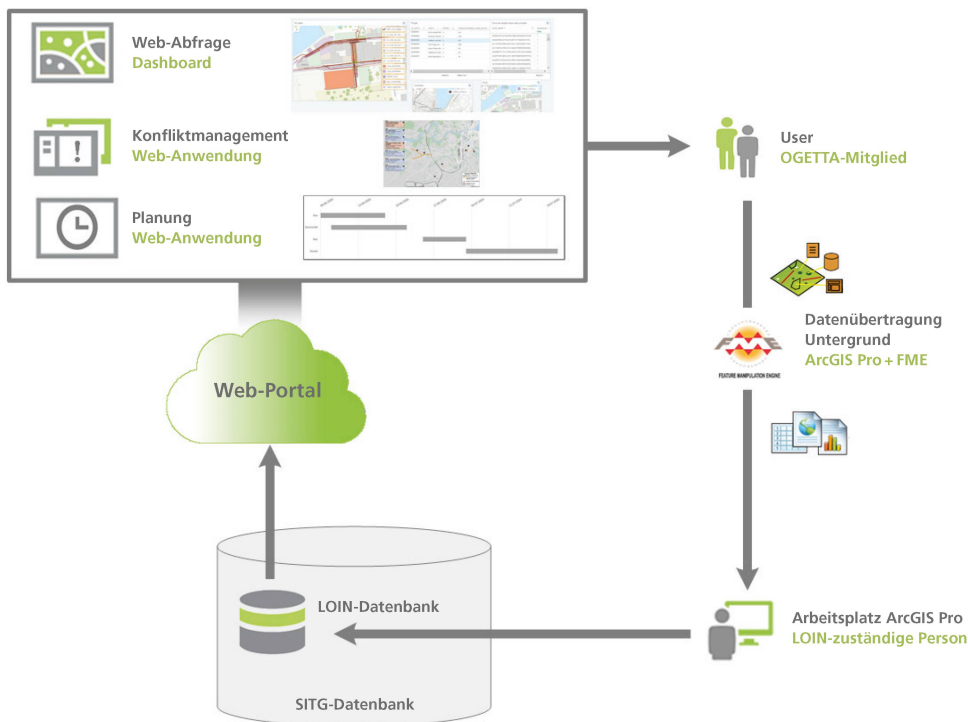 Web-Abfrage
Dashboard
Konfliktmanagement
Web-Anwendung
Planung
Web-Anwendung
User
OGETTA-Mitglied
Datenübertragung
Untergrund
ArcGIS Pro + FME
FME
FEATURE MANIPULATION ENGINE
Web-Portal
LOIN-Datenbank
SITG-Datenbank
Arbeitsplatz ArcGIS Pro
LOIN-zuständige Person